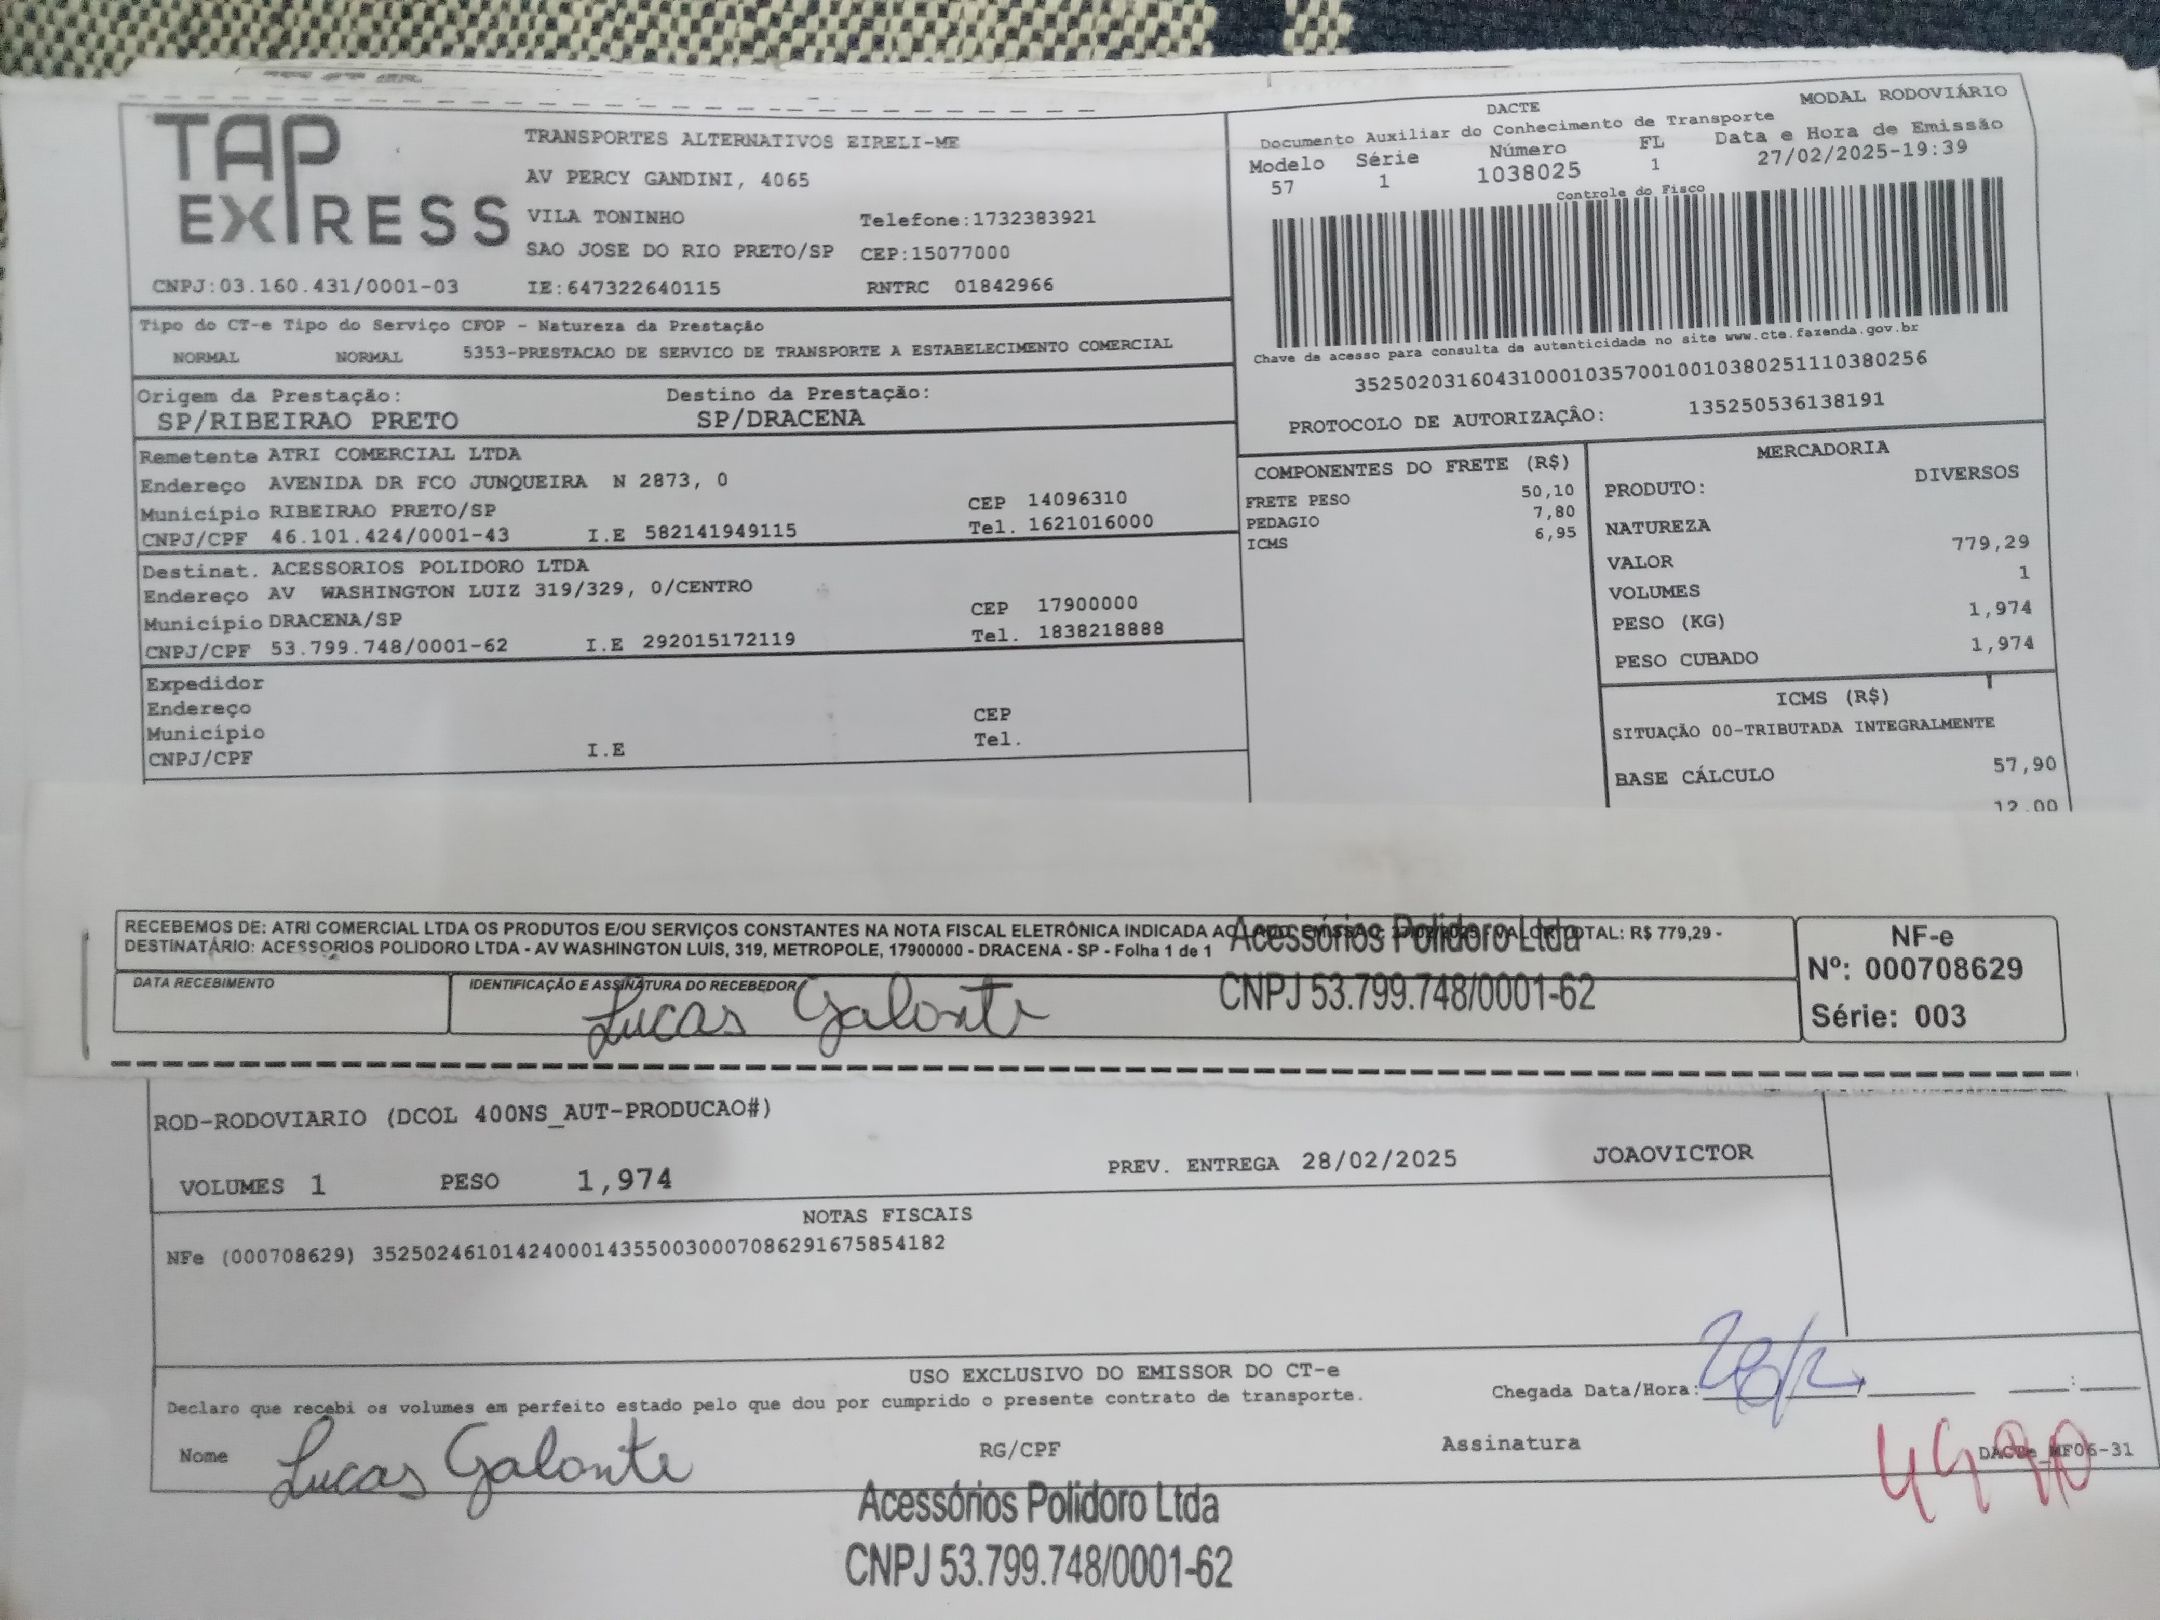 TAP
EXPRESS
TRANSPORTES ALTERNATIVOS EIRELI-ME
AV PERCY GANDINI, 4065
VILA TONINHO Telefone:1732383921
SAO JOSE DO RIO PRETO/SP CEP:15077000
CNPJ:03.160.431/0001-03 IE:647322640115 RNTRC 01842966
DACTE MODAL RODOVIÁRIO
Documento Auxiliar do Conhecimento de Transporte
Modelo Série Número FL Data e Hora de Emissão
57 1 1038025 1 27/02/2025-19:39
Controle do Fisco
Chave de acesso para consulta da autenticidade no site www.cte.fazenda.gov.br
35250203160431000103570010010380251110380256
PROTOCOLO DE AUTORIZAÇÃO: 135250536138191
Tipo do CT-e Tipo do Serviço CFOP - Natureza da Prestação
NORMAL NORMAL 5353-PRESTACAO DE SERVICO DE TRANSPORTE A ESTABELECIMENTO COMERCIAL
Origem da Prestação: Destino da Prestação:
SP/RIBEIRAO PRETO SP/DRACENA
Remetente ATRI COMERCIAL LTDA
Endereço AVENIDA DR FCO JUNQUEIRA N 2873, 0
Município RIBEIRAO PRETO/SP CEP 14096310
CNPJ/CPF 46.101.424/0001-43 I.E 582141949115 Tel. 1621016000
Destinat. ACESSORIOS POLIDORO LTDA
Endereço AV WASHINGTON LUIZ 319/329, 0/CENTRO
Município DRACENA/SP CEP 17900000
CNPJ/CPF 53.799.748/0001-62 I.E 292015172119 Tel. 1838218888
Expedidor
Endereço
Município CEP
CNPJ/CPF I.E Tel.
COMPONENTES DO FRETE (R$)
FRETE PESO 50,10
PEDAGIO 7,80
ICMS 6,95
MERCADORIA
PRODUTO: DIVERSOS
NATUREZA
VALOR 779,29
VOLUMES 1
PESO (KG) 1,974
PESO CUBADO 1,974
ICMS (R$)
SITUAÇÃO 00-TRIBUTADA INTEGRALMENTE
BASE CÁLCULO 57,90
12,00
RECEBEMOS DE: ATRI COMERCIAL LTDA OS PRODUTOS E/OU SERVIÇOS CONSTANTES NA NOTA FISCAL ELETRÔNICA INDICADA AO TOTAL: R$ 779,29 -
DESTINATÁRIO: ACESSORIOS POLIDORO LTDA - AV WASHINGTON LUIS, 319, METROPOLE, 17900000 - DRACENA - SP - Folha 1 de 1
Acessórios Polidoro Ltda
CNPJ 53.799.748/0001-62
DATA RECEBIMENTO IDENTIFICAÇÃO E ASSINATURA DO RECEBEDOR
Lucas Galonte
NF-e
Nº: 000708629
Série: 003
ROD-RODOVIARIO (DCOL 400NS_AUT-PRODUCAO#)
VOLUMES 1 PESO 1,974 PREV. ENTREGA 28/02/2025 JOAOVICTOR
NOTAS FISCAIS
NFe (000708629) 35250246101424000143550030007086291675854182
USO EXCLUSIVO DO EMISSOR DO CT-e
Declaro que recebi os volumes em perfeito estado pelo que dou por cumprido o presente contrato de transporte. Chegada Data/Hora: 28/2
Nome Lucas Galonte RG/CPF Assinatura DACTe_MF06-31
Acessórios Polidoro Ltda
CNPJ 53.799.748/0001-62